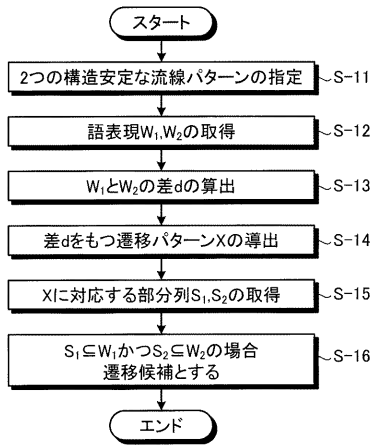 スタート
2つの構造安定な流線パターンの指定
S-11
語表現W₁,W₂の取得
S-12
W₁とW₂の差dの算出
S-13
差dをもつ遷移パターンXの導出
S-14
Xに対応する部分列S₁,S₂の取得
S-15
S₁⊆W₁かつS₂⊆W₂の場合
遷移候補とする
S-16
エンド